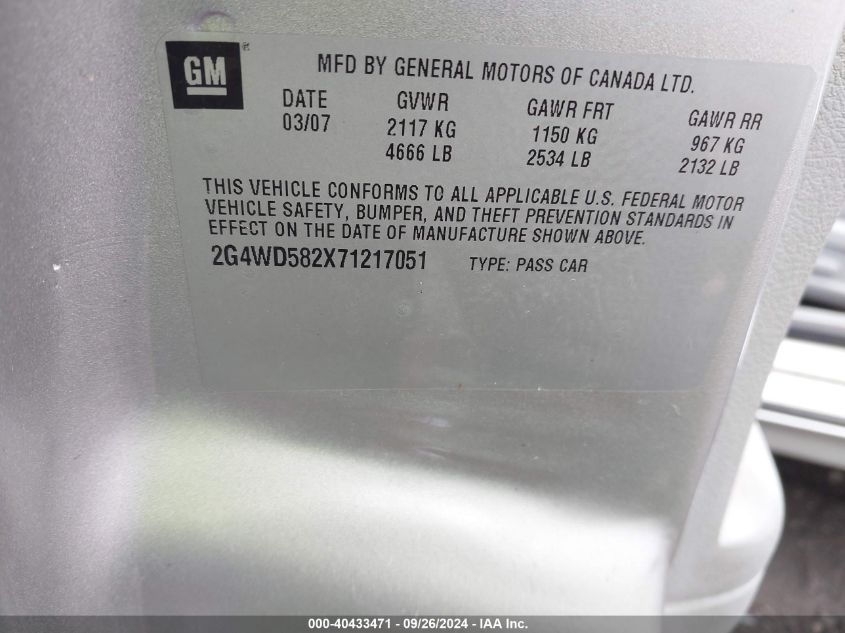 GM®
MFD BY GENERAL MOTORS OF CANADA LTD.
DATE GVWR GAWR FRT GAWR RR
03/07 2117 KG 1150 KG 967 KG
4666 LB 2534 LB 2132 LB
THIS VEHICLE CONFORMS TO ALL APPLICABLE U.S. FEDERAL MOTOR
VEHICLE SAFETY, BUMPER, AND THEFT PREVENTION STANDARDS IN
EFFECT ON THE DATE OF MANUFACTURE SHOWN ABOVE.
2G4WD582X71217051 TYPE: PASS CAR
000-40433471 - 09/26/2024 - IAA Inc.